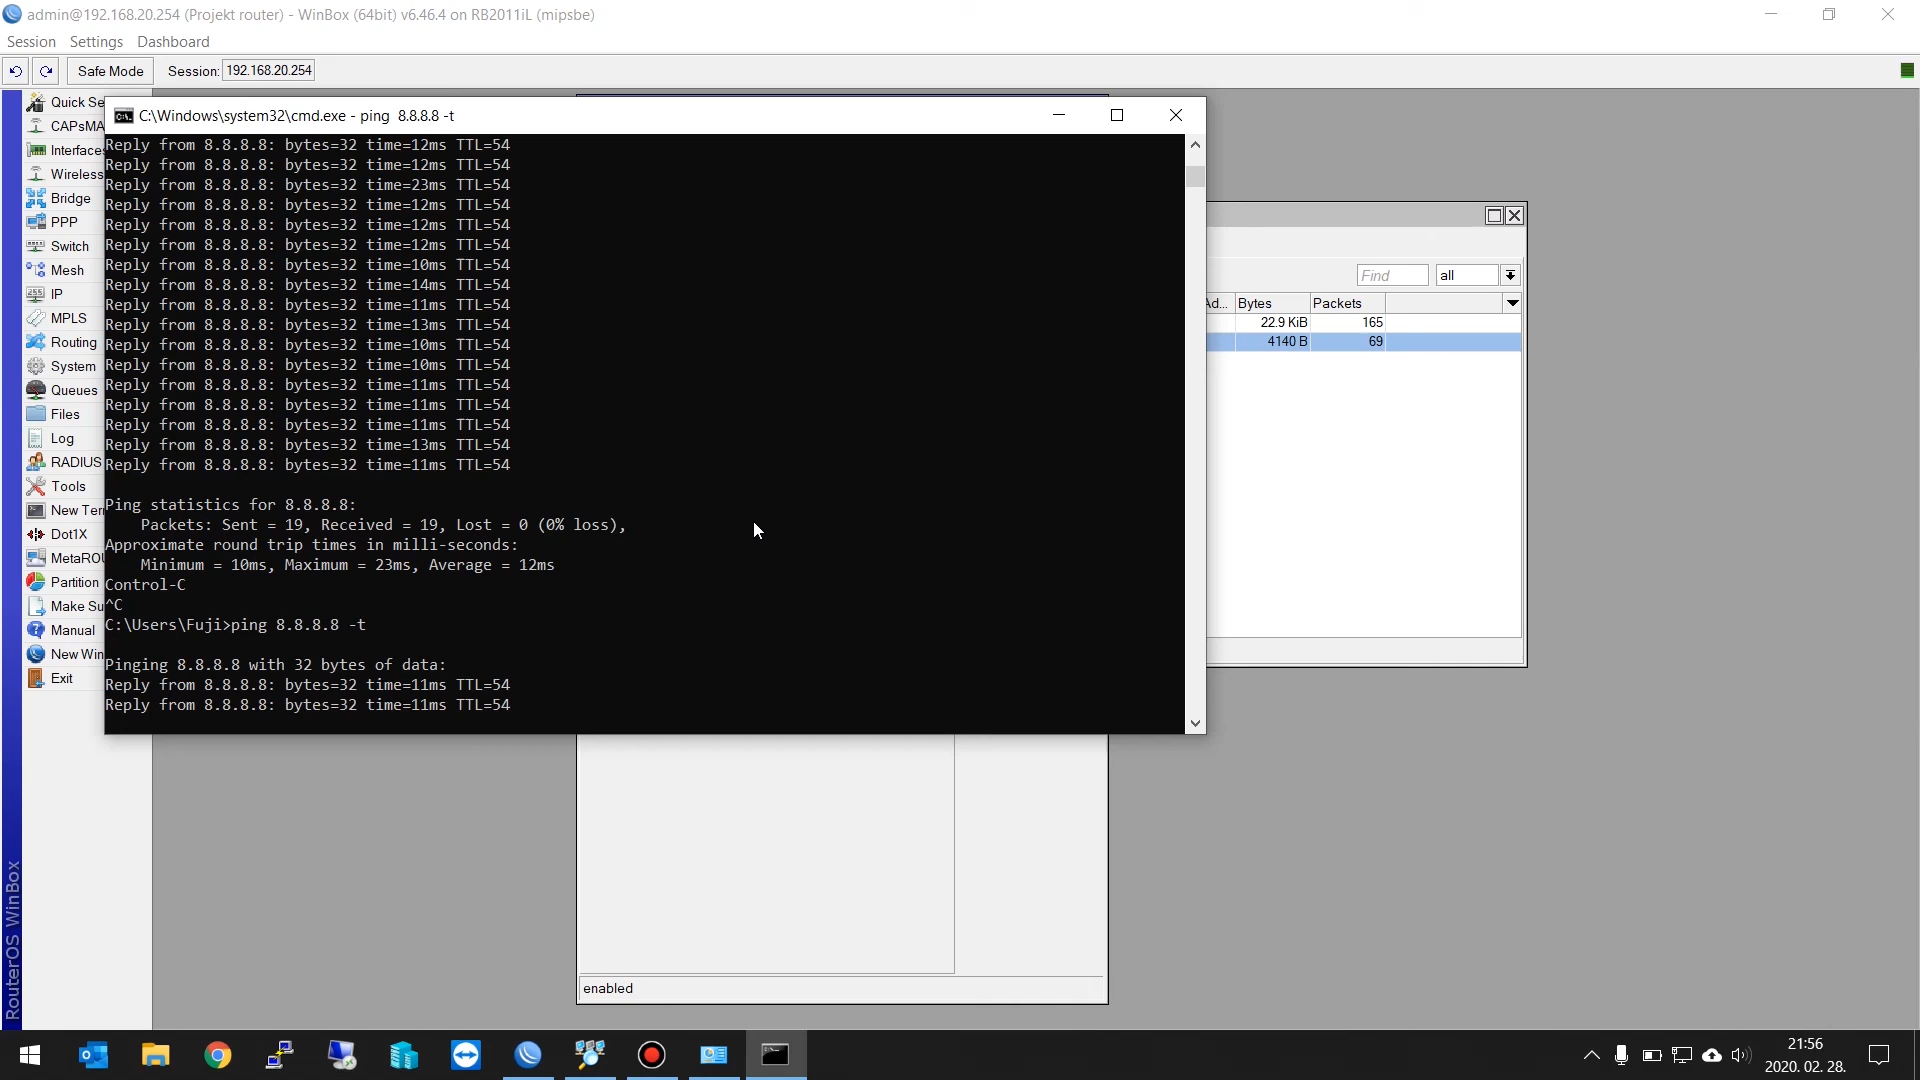 admin@192.168.20.254 (Projekt router) - WinBox (64bit) v6.46.4 on RB2011iL (mipsbe)
Session Settings Dashboard
Safe Mode Session: 192.168.20.254
Quick Se
CAPsMA
Interfaces
Wireless
Bridge
PPP
Switch
Mesh
IP
MPLS
Routing
System
Queues
Files
Log
RADIUS
Tools
New Ter
Dot1X
MetaROU
Partition
Make Su
Manual
New Win
Exit
RouterOS WinBox
C:\Windows\system32\cmd.exe - ping 8.8.8.8 -t
Reply from 8.8.8.8: bytes=32 time=12ms TTL=54
Reply from 8.8.8.8: bytes=32 time=12ms TTL=54
Reply from 8.8.8.8: bytes=32 time=23ms TTL=54
Reply from 8.8.8.8: bytes=32 time=12ms TTL=54
Reply from 8.8.8.8: bytes=32 time=12ms TTL=54
Reply from 8.8.8.8: bytes=32 time=12ms TTL=54
Reply from 8.8.8.8: bytes=32 time=10ms TTL=54
Reply from 8.8.8.8: bytes=32 time=14ms TTL=54
Reply from 8.8.8.8: bytes=32 time=11ms TTL=54
Reply from 8.8.8.8: bytes=32 time=13ms TTL=54
Reply from 8.8.8.8: bytes=32 time=10ms TTL=54
Reply from 8.8.8.8: bytes=32 time=10ms TTL=54
Reply from 8.8.8.8: bytes=32 time=11ms TTL=54
Reply from 8.8.8.8: bytes=32 time=11ms TTL=54
Reply from 8.8.8.8: bytes=32 time=11ms TTL=54
Reply from 8.8.8.8: bytes=32 time=13ms TTL=54
Reply from 8.8.8.8: bytes=32 time=11ms TTL=54
Ping statistics for 8.8.8.8:
Packets: Sent = 19, Received = 19, Lost = 0 (0% loss),
Approximate round trip times in milli-seconds:
Minimum = 10ms, Maximum = 23ms, Average = 12ms
Control-C
^C
C:\Users\Fuji>ping 8.8.8.8 -t
Pinging 8.8.8.8 with 32 bytes of data:
Reply from 8.8.8.8: bytes=32 time=11ms TTL=54
Reply from 8.8.8.8: bytes=32 time=11ms TTL=54
Find all
Ad... Bytes Packets
22.9 KiB 165
4140 B 69
enabled
21:56
2020. 02. 28.